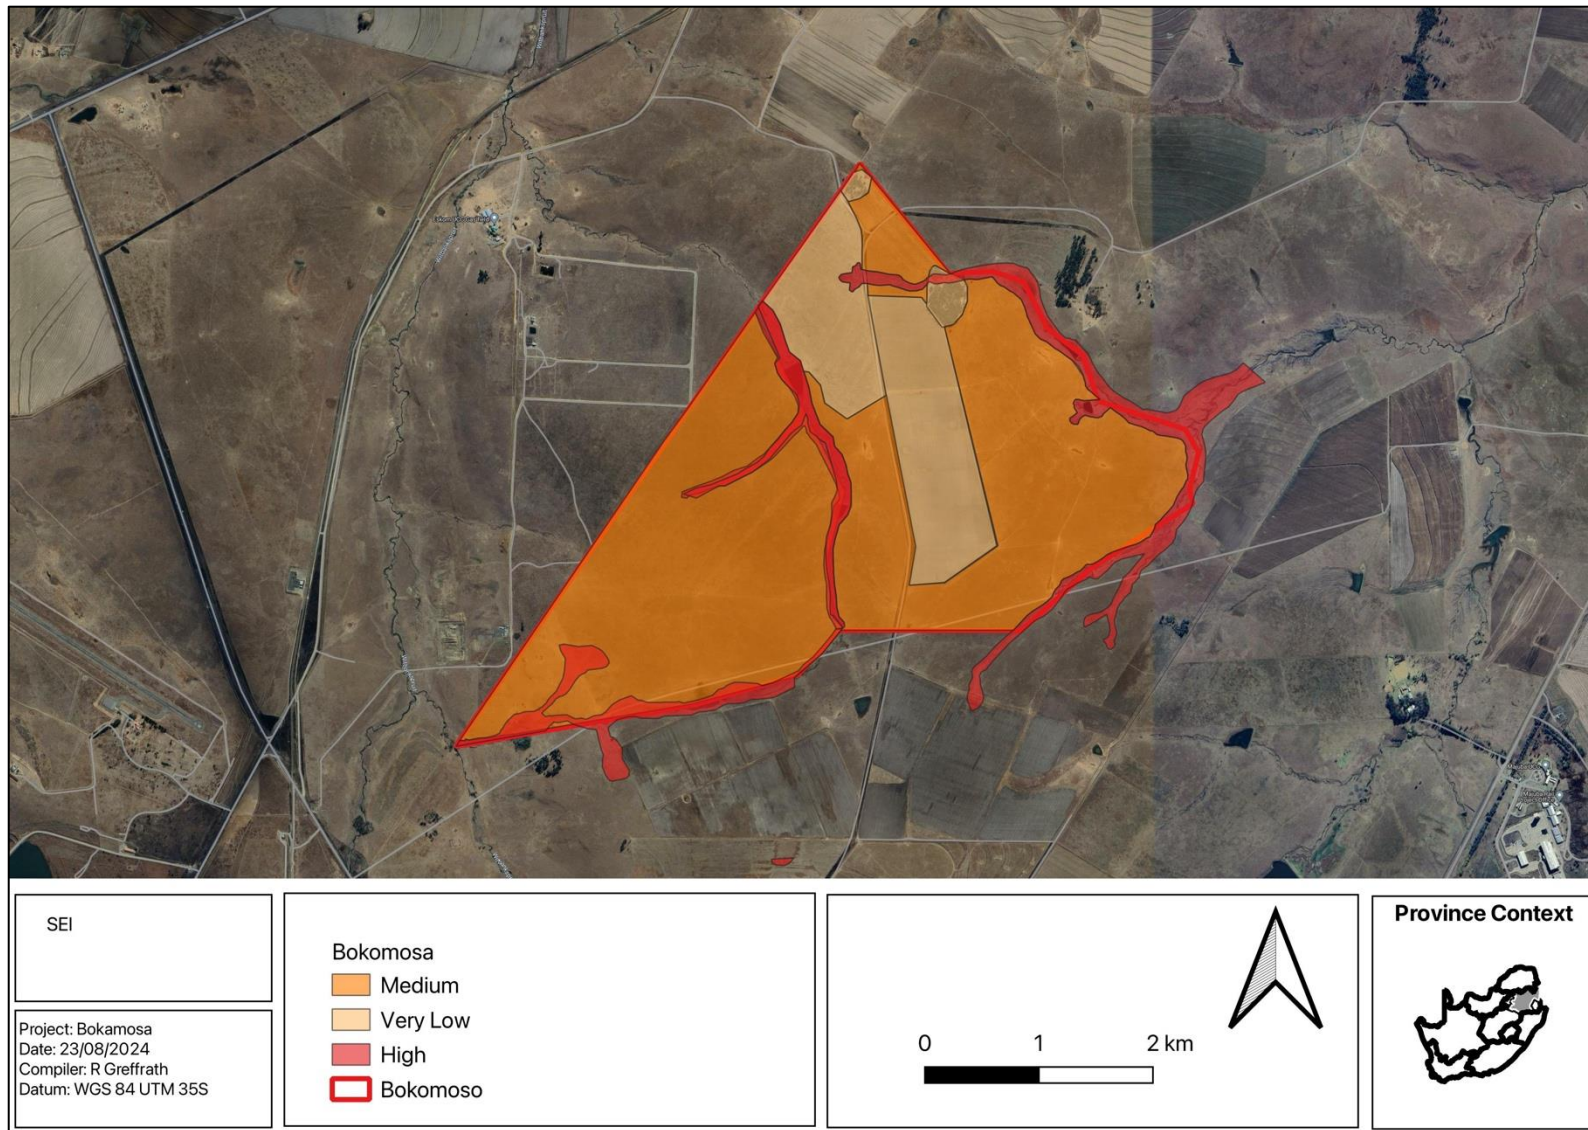 SEI
Project: Bokamosa
Date: 23/08/2024
Compiler: R Greffrath
Datum: WGS 84 UTM 35S
Bokomosa
Medium
Very Low
High
Bokomoso
0 1 2 km
Province Context